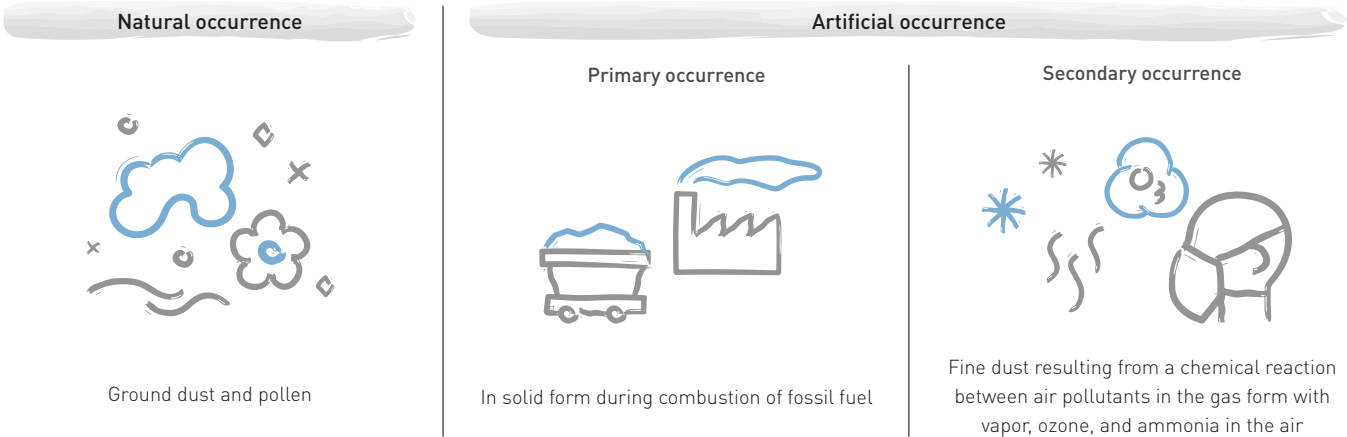 Natural occurrence
Ground dust and pollen
Artificial occurrence
Primary occurrence
In solid form during combustion of fossil fuel
Secondary occurrence
O3
Fine dust resulting from a chemical reaction
between air pollutants in the gas form with
vapor, ozone, and ammonia in the air